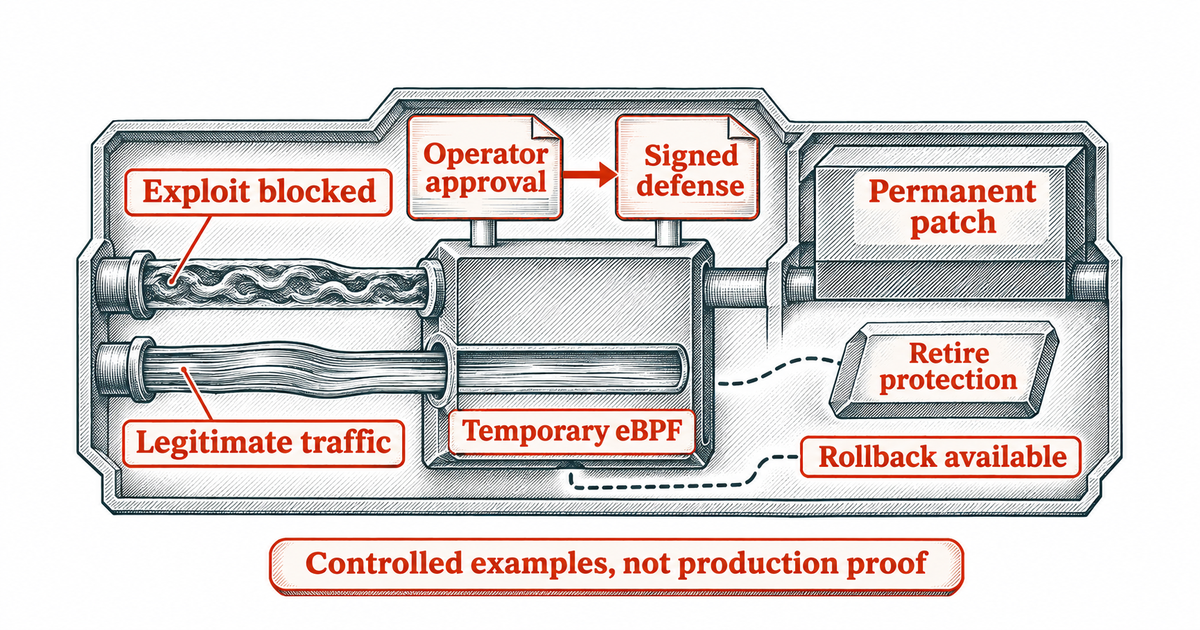 Operator
approval
Signed
defense
Exploit blocked
Permanent
patch
Retire
protection
Legitimate traffic
Temporary eBPF
Rollback available
Controlled examples, not production proof